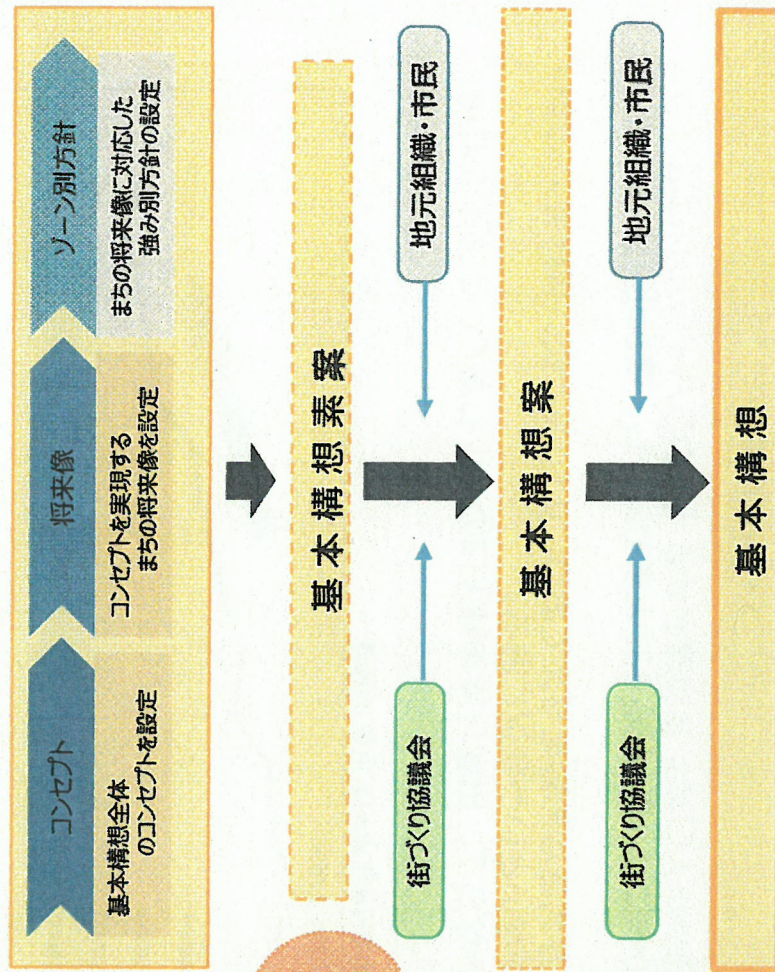 コンセプト
基本構想全体
のコンセプトを設定
将来像
コンセプトを実現する
まちの将来像を設定
ゾーン別方針
まちの将来像に対応した
強み別方針の設定
基本構想素案
街づくり協議会
地元組織・市民
基本構想案
街づくり協議会
地元組織・市民
基本構想